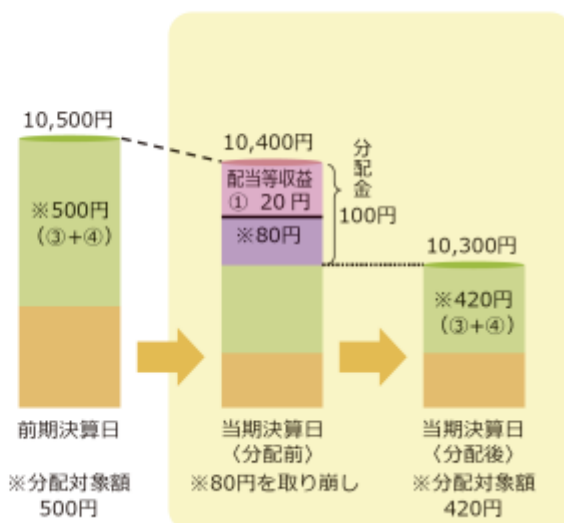 10,500円
※500円
（③+④）
前期決算日
※分配対象額
500円
10,400円
配当等収益
① 20円
※80円
分配金
100円
当期決算日
〈分配前〉
※80円を取り崩し
10,300円
※420円
（③+④）
当期決算日
〈分配後〉
※分配対象額
420円